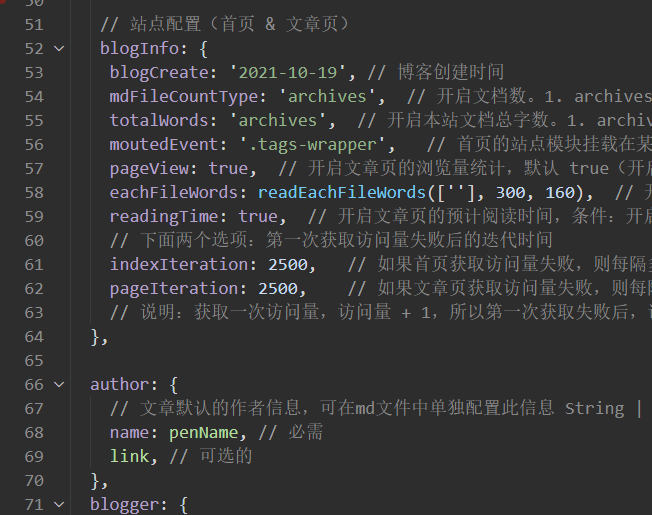 50
51 // 站点配置（首页 & 文章页）
52 blogInfo: {
53 blogCreate: '2021-10-19', // 博客创建时间
54 mdFileCountType: 'archives', // 开启文档数。1. archives
55 totalWords: 'archives', // 开启本站文档总字数。1. archiv
56 moutedEvent: '.tags-wrapper', // 首页的站点模块挂载在某
57 pageView: true, // 开启文章页的浏览量统计，默认 true（开
58 eachFileWords: readEachFileWords([''], 300, 160), // 开
59 readingTime: true, // 开启文章页的预计阅读时间，条件：开启
60 // 下面两个选项：第一次获取访问量失败后的迭代时间
61 indexIteration: 2500, // 如果首页获取访问量失败，则每隔多
62 pageIteration: 2500, // 如果文章页获取访问量失败，则每隔
63 // 说明：获取一次访问量，访问量 + 1，所以第一次获取失败后，
64 },
65
66 author: {
67 // 文章默认的作者信息，可在md文件中单独配置此信息 String |
68 name: penName, // 必需
69 link, // 可选的
70 },
71 blogger: {